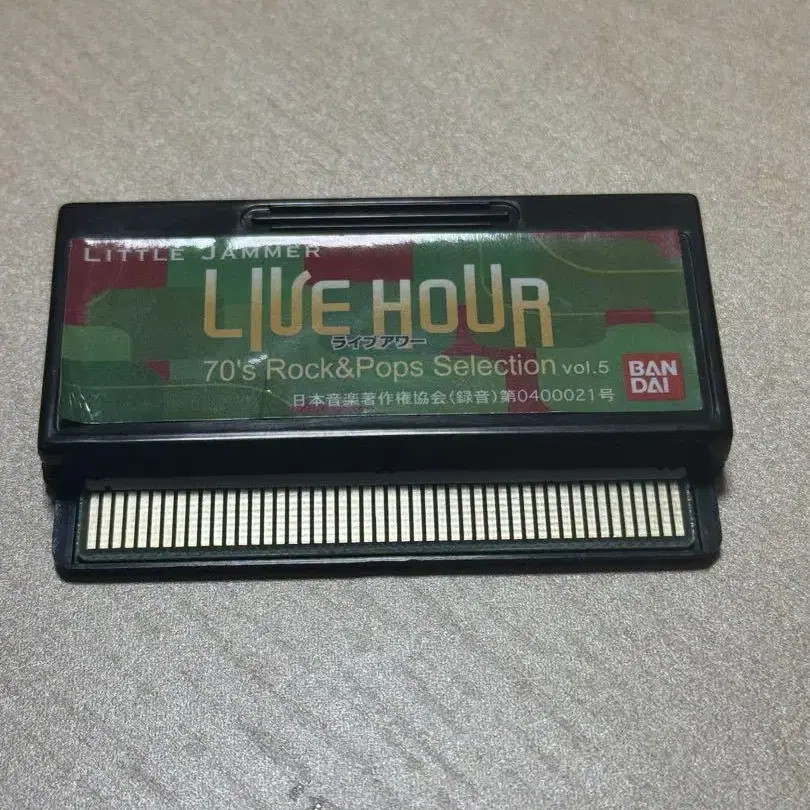 LITTLE JAMMER
LIVE HOUR
ライブアワー
70's Rock&Pops Selection vol.5
BAN
DAI
日本音楽著作権協会(録音)第0400021号